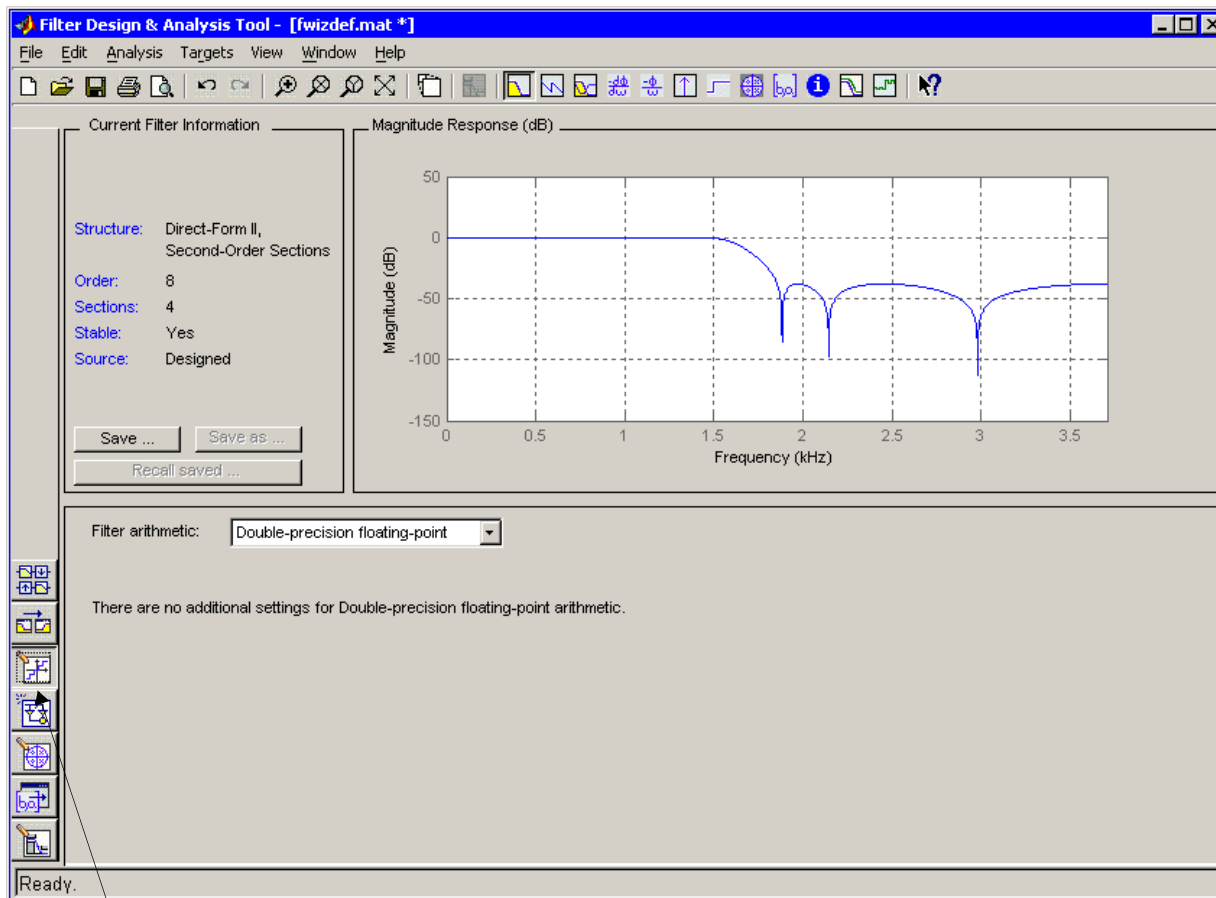 Filter Design & Analysis Tool - [fwizdef.mat *]
File Edit Analysis Targets View Window Help
Current Filter Information
Structure: Direct-Form II,
Second-Order Sections
Order: 8
Sections: 4
Stable: Yes
Source: Designed
Save ... Save as ...
Recall saved ...
Magnitude Response (dB)
50
0
-50
-100
-150
Magnitude (dB)
0 0.5 1 1.5 2 2.5 3 3.5
Frequency (kHz)
Filter arithmetic: Double-precision floating-point
There are no additional settings for Double-precision floating-point arithmetic.
Ready.